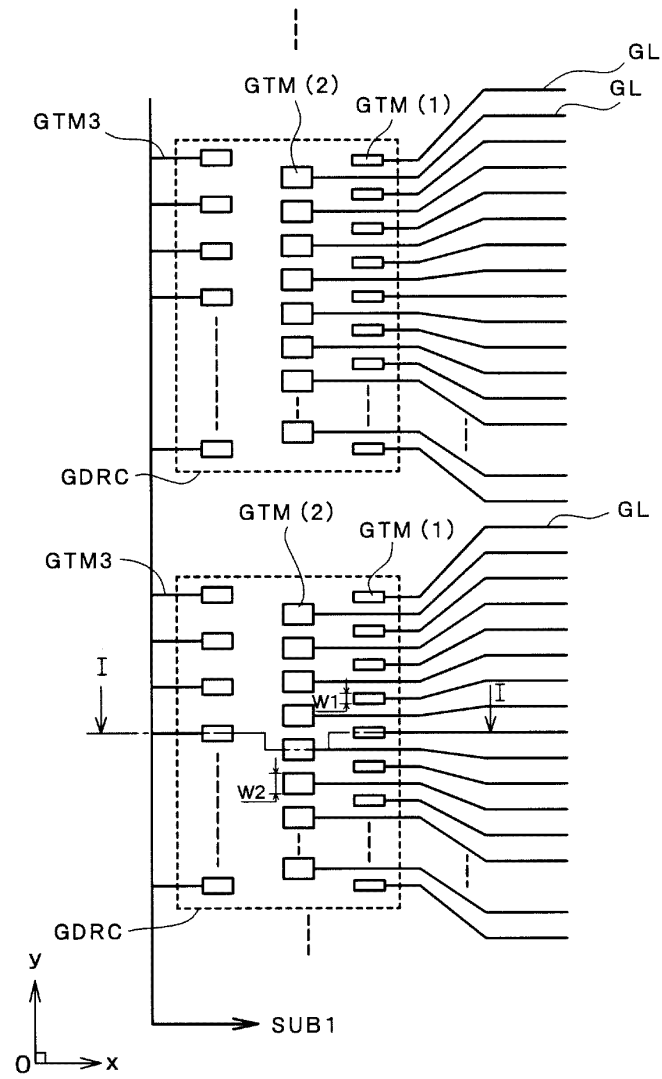 GL
GTM (2)
GL
GTM (1)
GTM3
GDRC
GTM (2)
GTM (1)
GL
GTM3
I
I
W1
W2
GDRC
y
SUB1
O
x